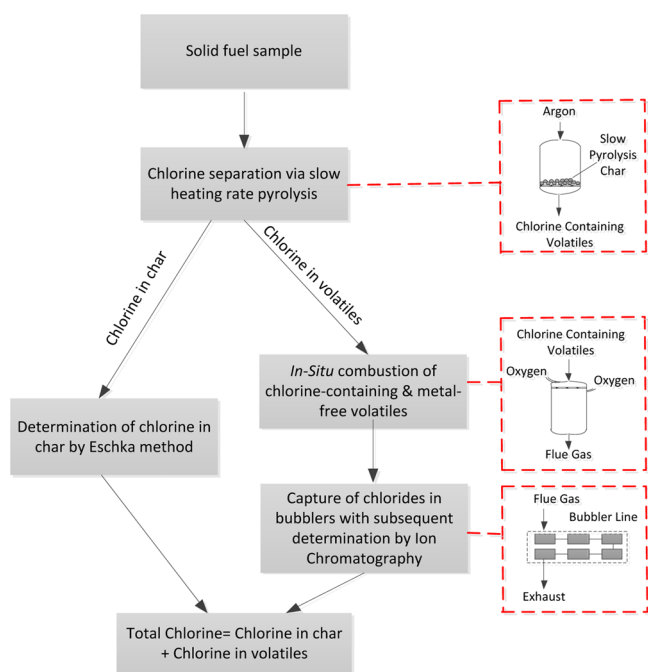 Solid fuel sample
Chlorine separation via slow
heating rate pyrolysis
Argon
Slow
Pyrolysis
Char
Chlorine Containing
Volatiles
Chlorine in char
Chlorine in volatiles
In-Situ combustion of
chlorine-containing & metal-
free volatiles
Chlorine Containing
Volatiles
Oxygen
Oxygen
Flue Gas
Determination of chlorine in
char by Eschka method
Capture of chlorides in
bubblers with subsequent
determination by Ion
Chromatography
Flue Gas
Bubbler Line
Exhaust
Total Chlorine= Chlorine in char
+ Chlorine in volatiles